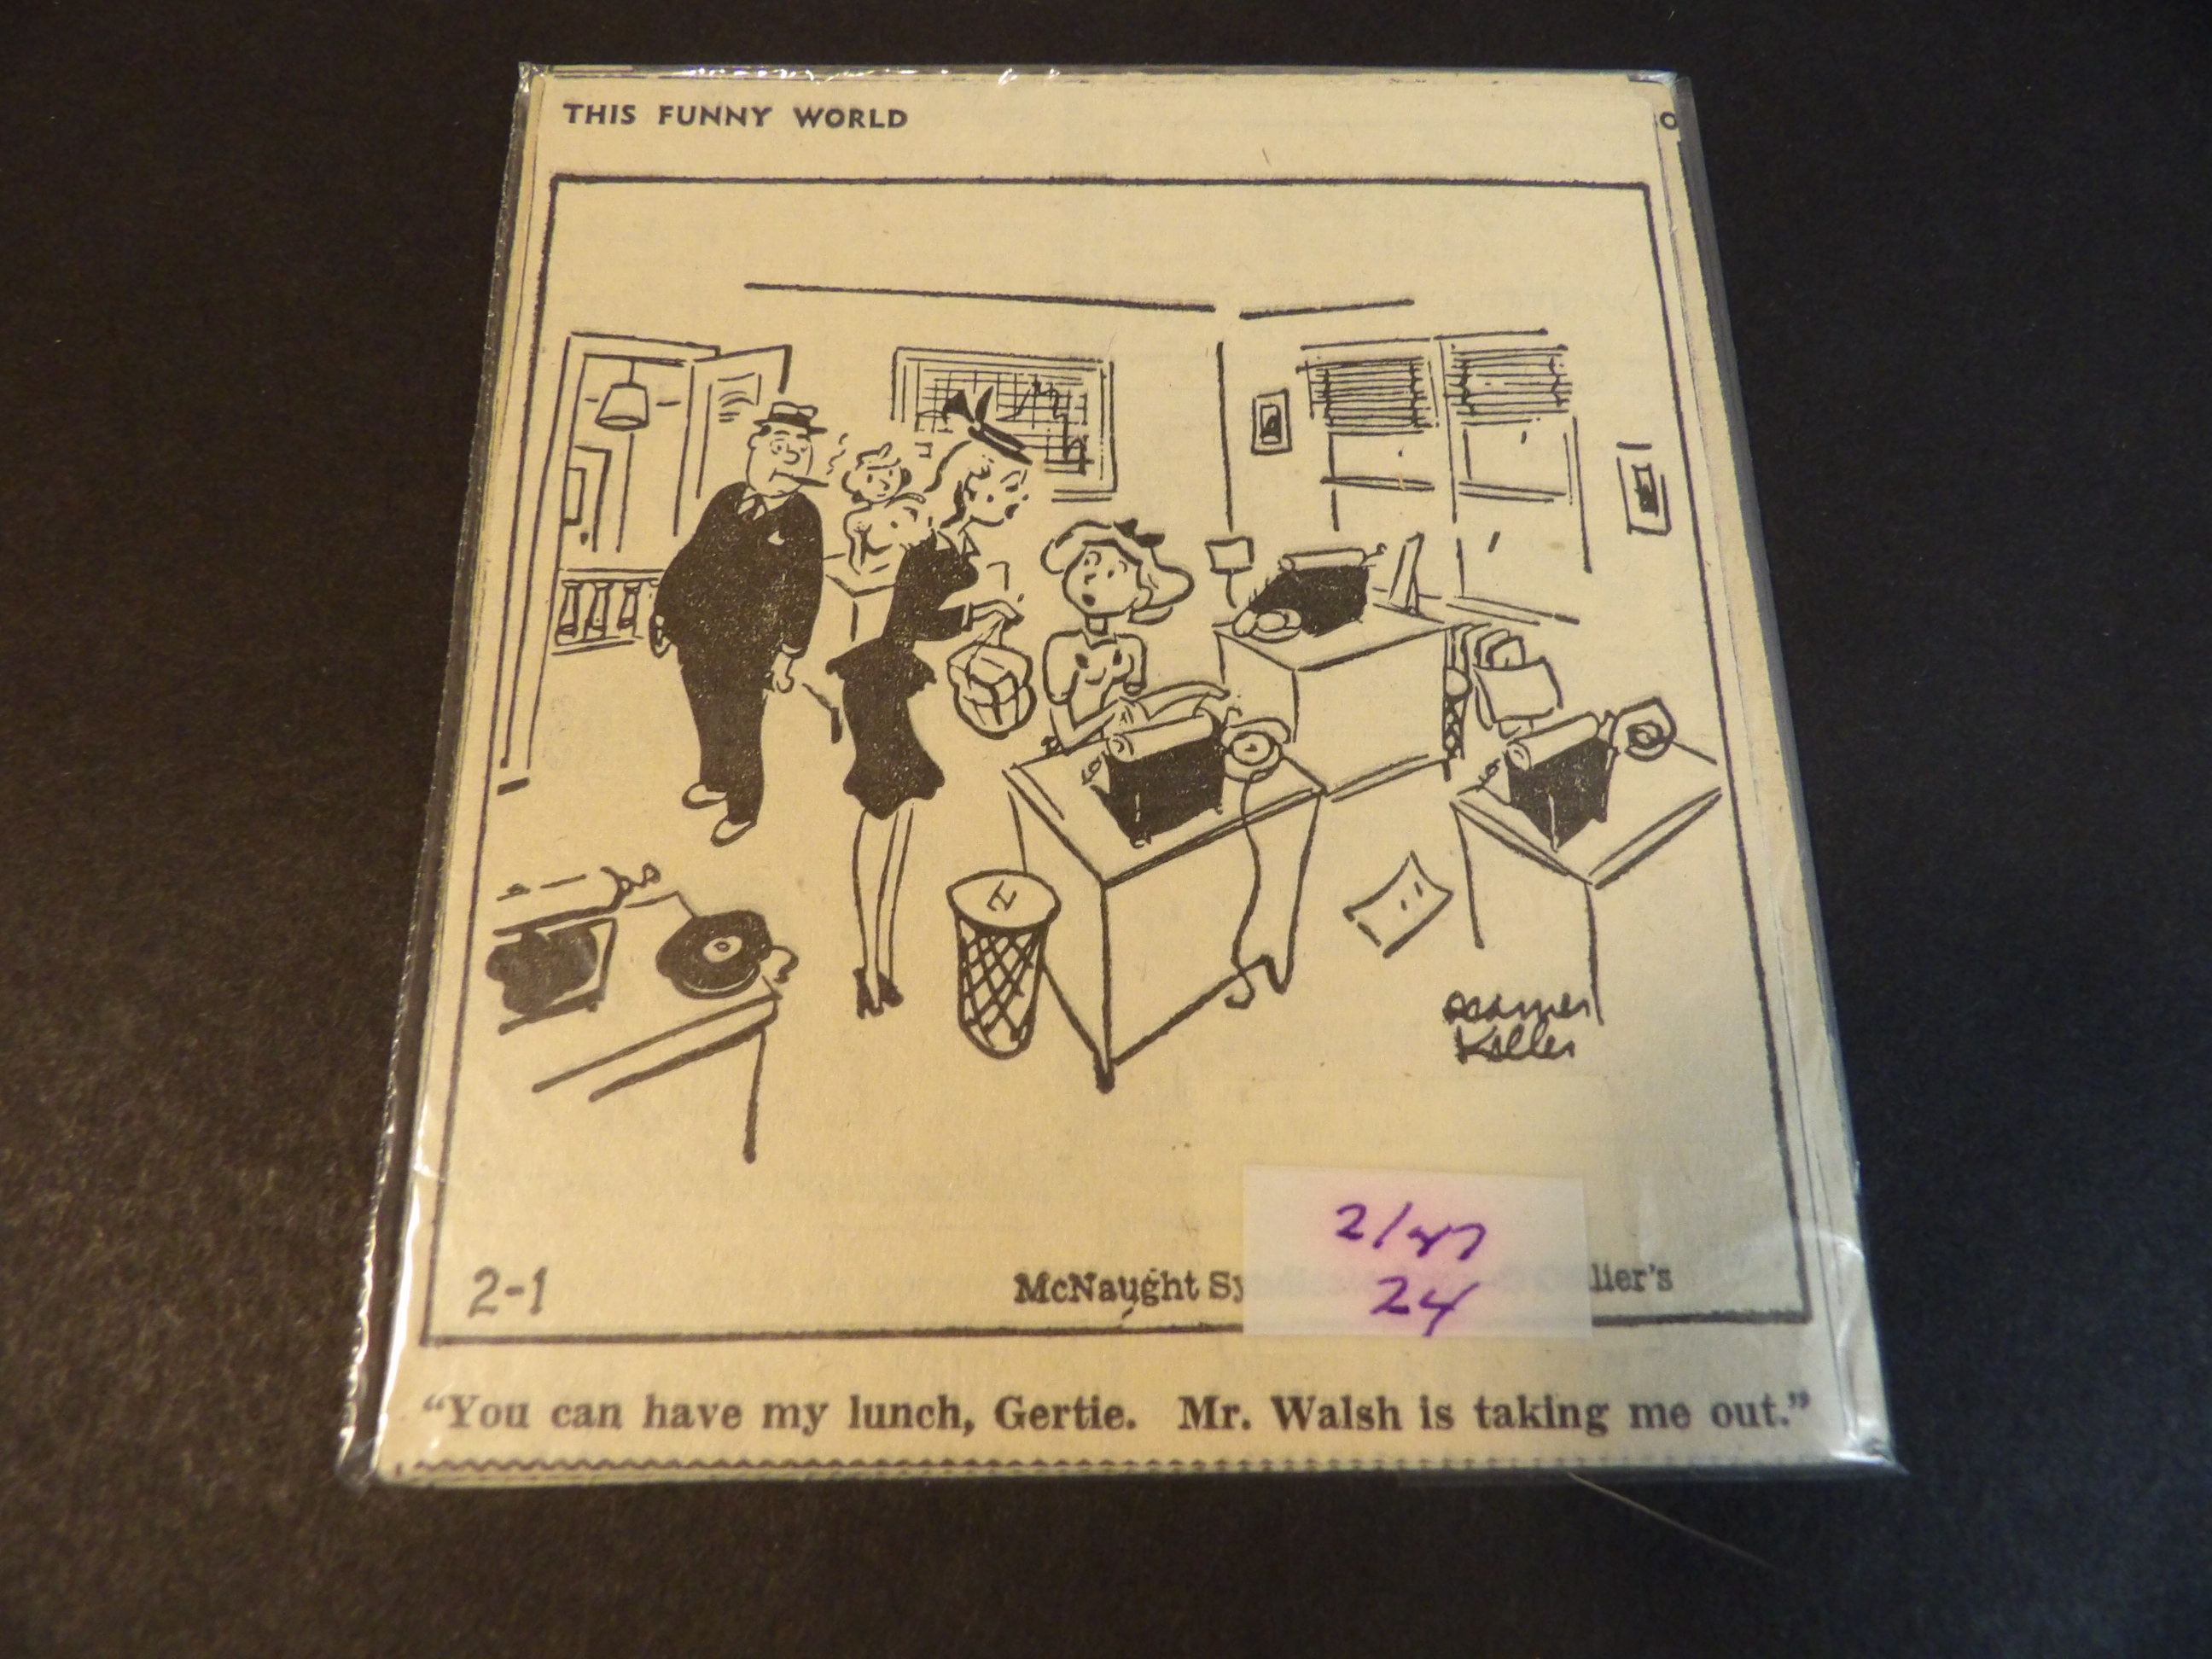 THIS FUNNY WORLD
2/47
24
2-1
McNaught Sy lier's
“You can have my lunch, Gertie. Mr. Walsh is taking me out.”